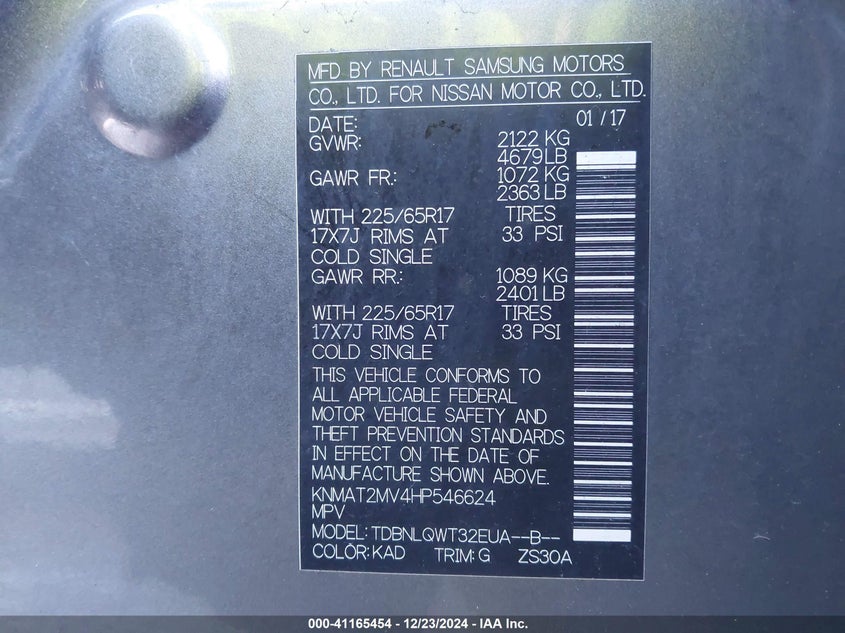 MFD BY RENAULT SAMSUNG MOTORS
CO., LTD. FOR NISSAN MOTOR CO., LTD.
DATE: 01 / 17
GVWR: 2122 KG
4679 LB
GAWR FR.: 1072 KG
2363 LB
WITH 225/65R17 TIRES
17X7J RIMS AT 33 PSI
COLD SINGLE
GAWR RR.: 1089 KG
2401 LB
WITH 225/65R17 TIRES
17X7J RIMS AT 33 PSI
COLD SINGLE
THIS VEHICLE CONFORMS TO
ALL APPLICABLE FEDERAL
MOTOR VEHICLE SAFETY AND
THEFT PREVENTION STANDARDS
IN EFFECT ON THE DATE OF
MANUFACTURE SHOWN ABOVE.
KNMAT2MV4HP546624
MPV
MODEL: TDBNLQWT32EUA--B--
COLOR: KAD TRIM: G ZS30A
000-41165454 - 12/23/2024 - IAA Inc.